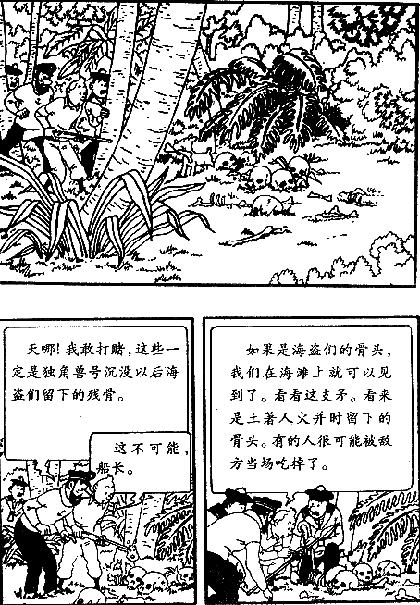 天哪！我敢打赌，这些一
定是独角兽号沉没以后海
盗们留下的残骨。
这不可能，
船长。
如果是海盗们的骨头，
我们在海滩上就可以见
到了。看看这支矛。看来
是土著人火并时留下的
骨头。有的人很可能被敌
方当场吃掉了。